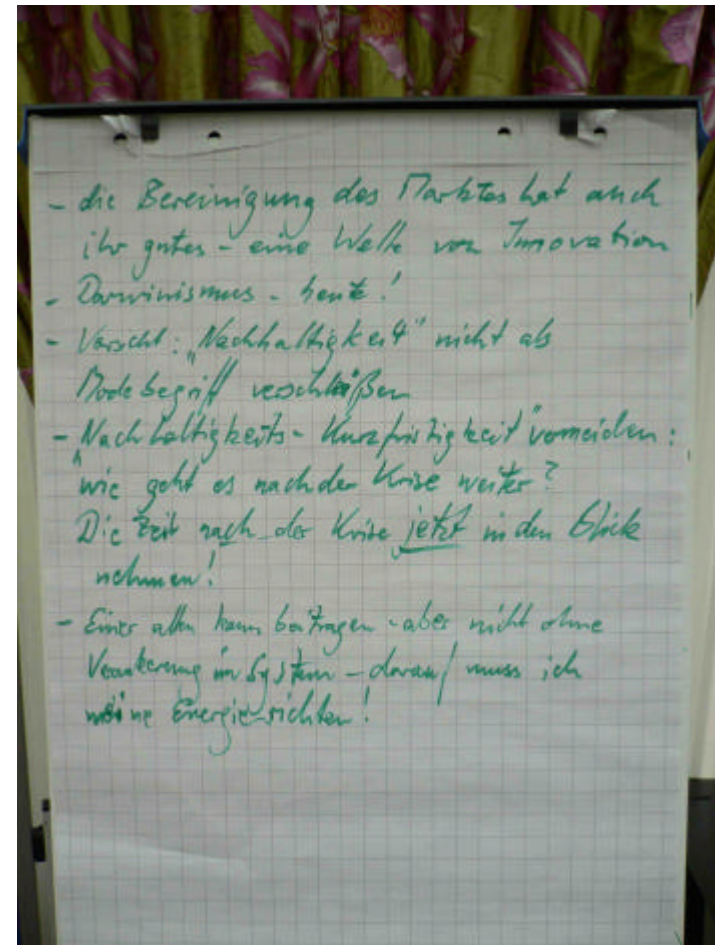 - die Bereinigung des Marktes hat auch
ihr gutes - eine Welle von Innovation
- Darwinismus - heute!
- Vorsicht: „Nachhaltigkeit" nicht als
Modebegriff verschleißen
- „Nachhaltigkeits- Kurzfristigkeit" vermeiden:
wie geht es nach der Krise weiter?
Die Zeit nach der Krise jetzt in den Blick
nehmen!
- Einer allein kann beitragen - aber nicht ohne
Verankerung im System - darauf muss ich
meine Energie richten!